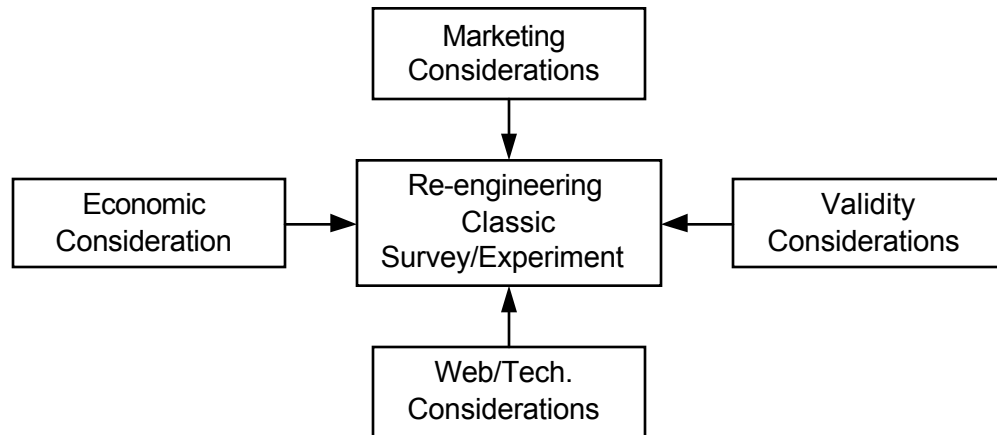 Marketing
Considerations
Economic
Consideration
Re-engineering
Classic
Survey/Experiment
Validity
Considerations
Web/Tech.
Considerations